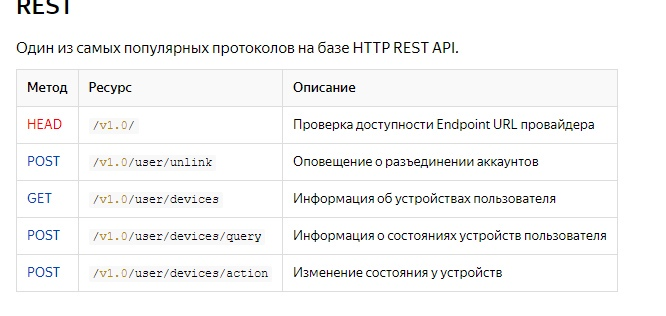 REST
Один из самых популярных протоколов на базе HTTP REST API.
Метод Ресурс Описание
HEAD /v1.0/ Проверка доступности Endpoint URL провайдера
POST /v1.0/user/unlink Оповещение о разъединении аккаунтов
GET /v1.0/user/devices Информация об устройствах пользователя
POST /v1.0/user/devices/query Информация о состояниях устройств пользователя
POST /v1.0/user/devices/action Изменение состояния у устройств